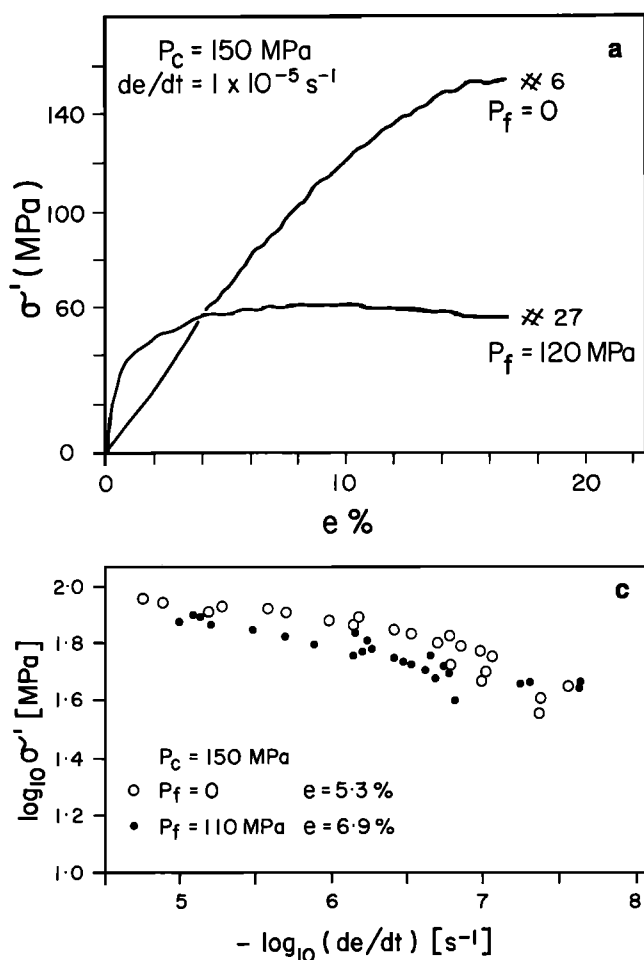 a
P_c = 150 MPa
de/dt = 1 x 10^-5 s^-1
# 6
P_f = 0
# 27
P_f = 120 MPa
140
100
60
0
σ' (MPa)
0 10 20
e %
c
2·0
1·8
1·6
1·4
1·2
1·0
log10 σ' [MPa]
P_c = 150 MPa
○ P_f = 0 e = 5·3 %
• P_f = 110 MPa e = 6·9 %
5 6 7 8
- log10 (de/dt) [s^-1]